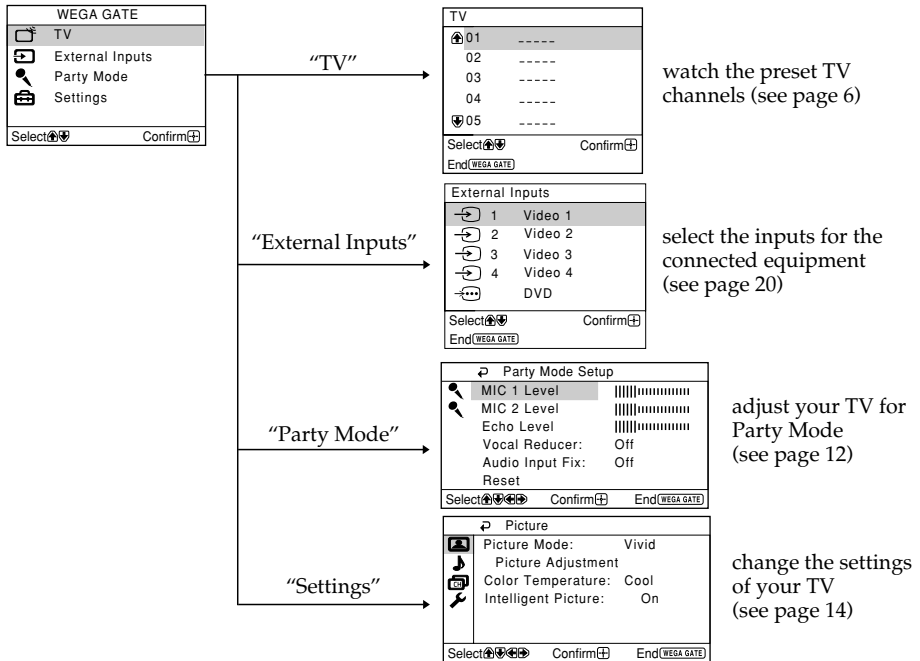 WEGA GATE
TV
External Inputs
Party Mode
Settings
Select Confirm
“TV”
TV
01 _ _ _ _ _
02 _ _ _ _ _
03 _ _ _ _ _
04 _ _ _ _ _
05 _ _ _ _ _
Select Confirm
End WEGA GATE
watch the preset TV
channels (see page 6)
“External Inputs”
External Inputs
1 Video 1
2 Video 2
3 Video 3
4 Video 4
DVD
Select Confirm
End WEGA GATE
select the inputs for the
connected equipment
(see page 20)
“Party Mode”
Party Mode Setup
MIC 1 Level
MIC 2 Level
Echo Level
Vocal Reducer: Off
Audio Input Fix: Off
Reset
Select Confirm End WEGA GATE
adjust your TV for
Party Mode
(see page 12)
“Settings”
Picture
Picture Mode: Vivid
Picture Adjustment
CH Color Temperature: Cool
Intelligent Picture: On
Select Confirm End WEGA GATE
change the settings
of your TV
(see page 14)